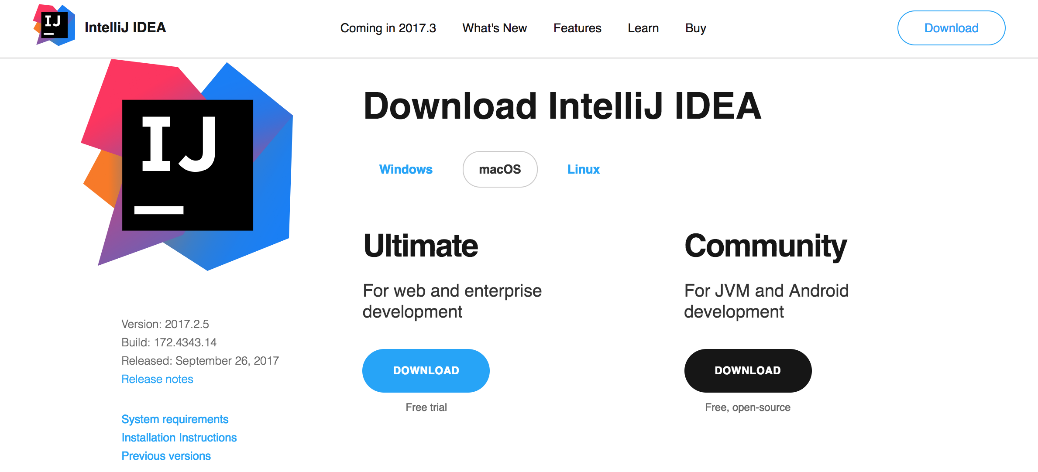 IJ IntelliJ IDEA
Coming in 2017.3 What's New Features Learn Buy
Download
IJ
Download IntelliJ IDEA
Windows macOS Linux
Ultimate
For web and enterprise
development
DOWNLOAD
Free trial
Community
For JVM and Android
development
DOWNLOAD
Free, open-source
Version: 2017.2.5
Build: 172.4343.14
Released: September 26, 2017
Release notes
System requirements
Installation Instructions
Previous versions